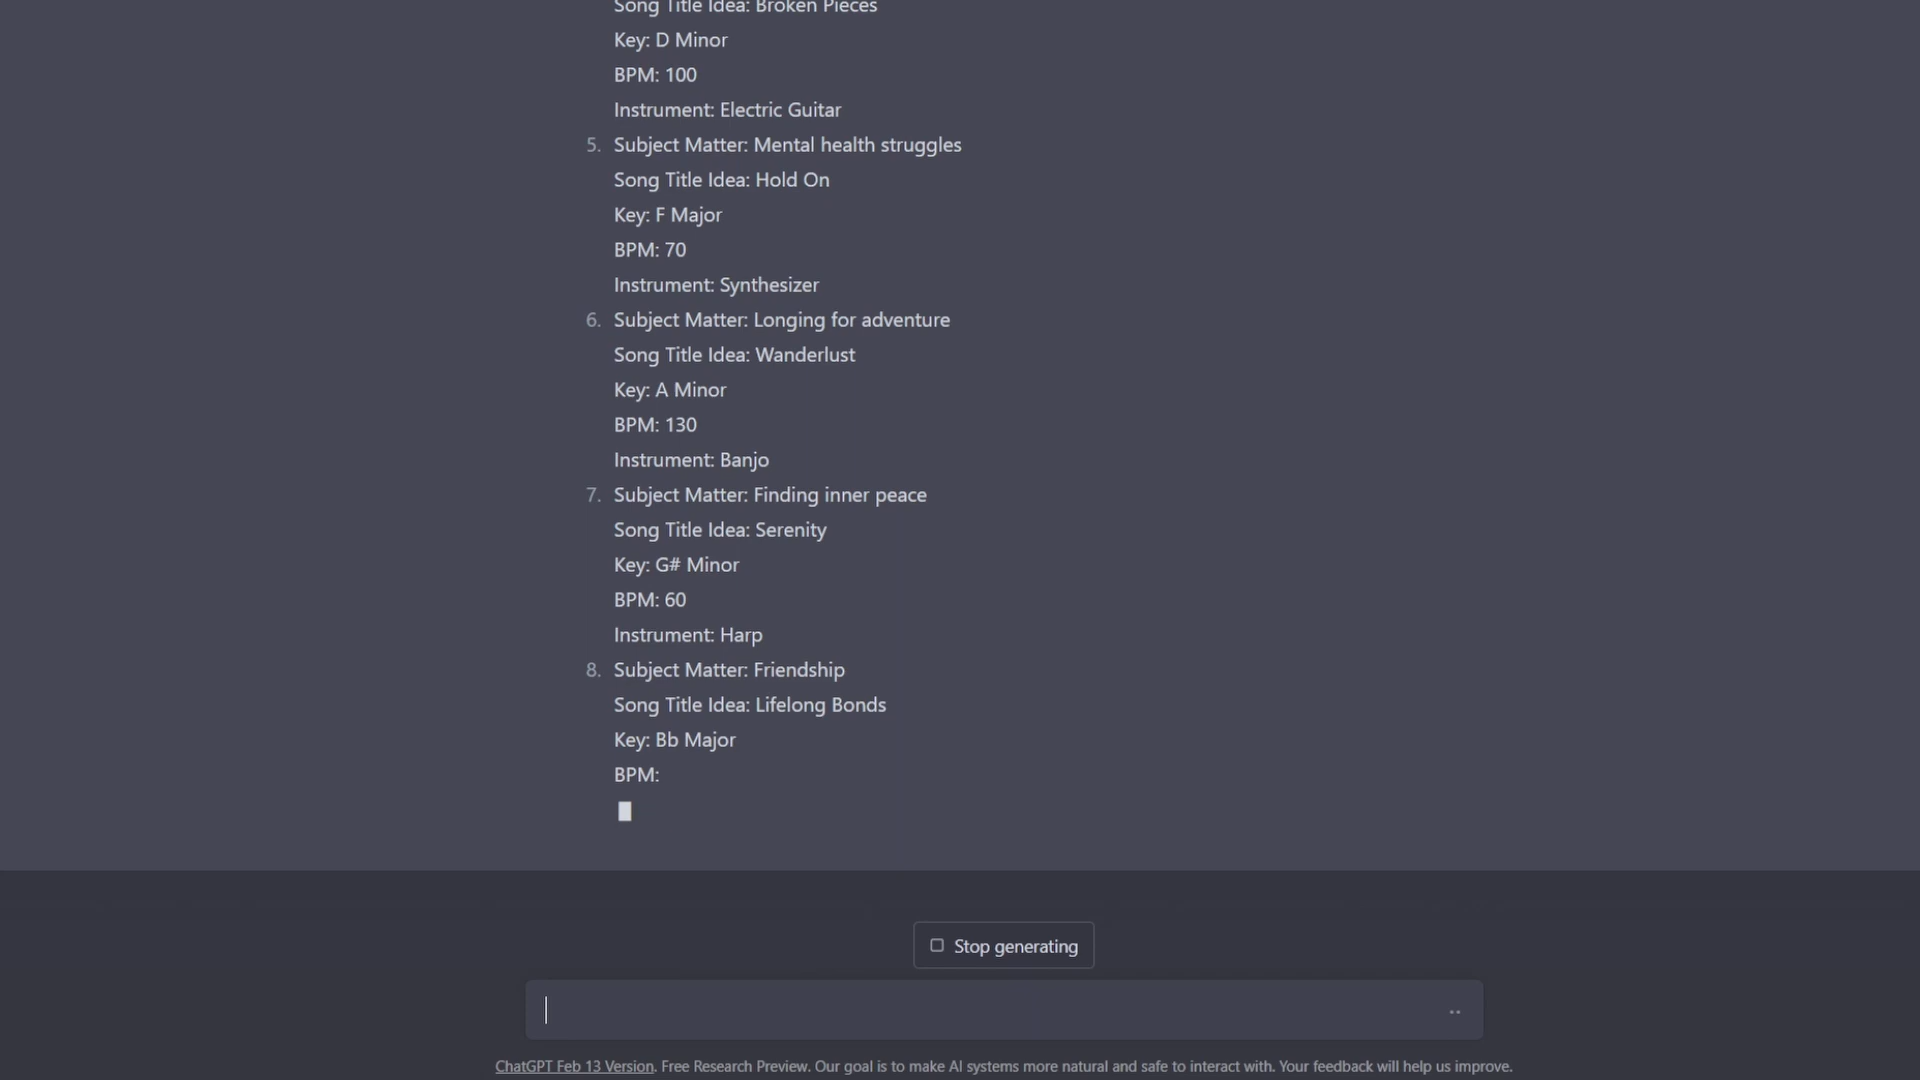 Song Title Idea: Broken Pieces
Key: D Minor
BPM: 100
Instrument: Electric Guitar
5. Subject Matter: Mental health struggles
Song Title Idea: Hold On
Key: F Major
BPM: 70
Instrument: Synthesizer
6. Subject Matter: Longing for adventure
Song Title Idea: Wanderlust
Key: A Minor
BPM: 130
Instrument: Banjo
7. Subject Matter: Finding inner peace
Song Title Idea: Serenity
Key: G# Minor
BPM: 60
Instrument: Harp
8. Subject Matter: Friendship
Song Title Idea: Lifelong Bonds
Key: Bb Major
BPM:
Stop generating
ChatGPT Feb 13 Version. Free Research Preview. Our goal is to make AI systems more natural and safe to interact with. Your feedback will help us improve.